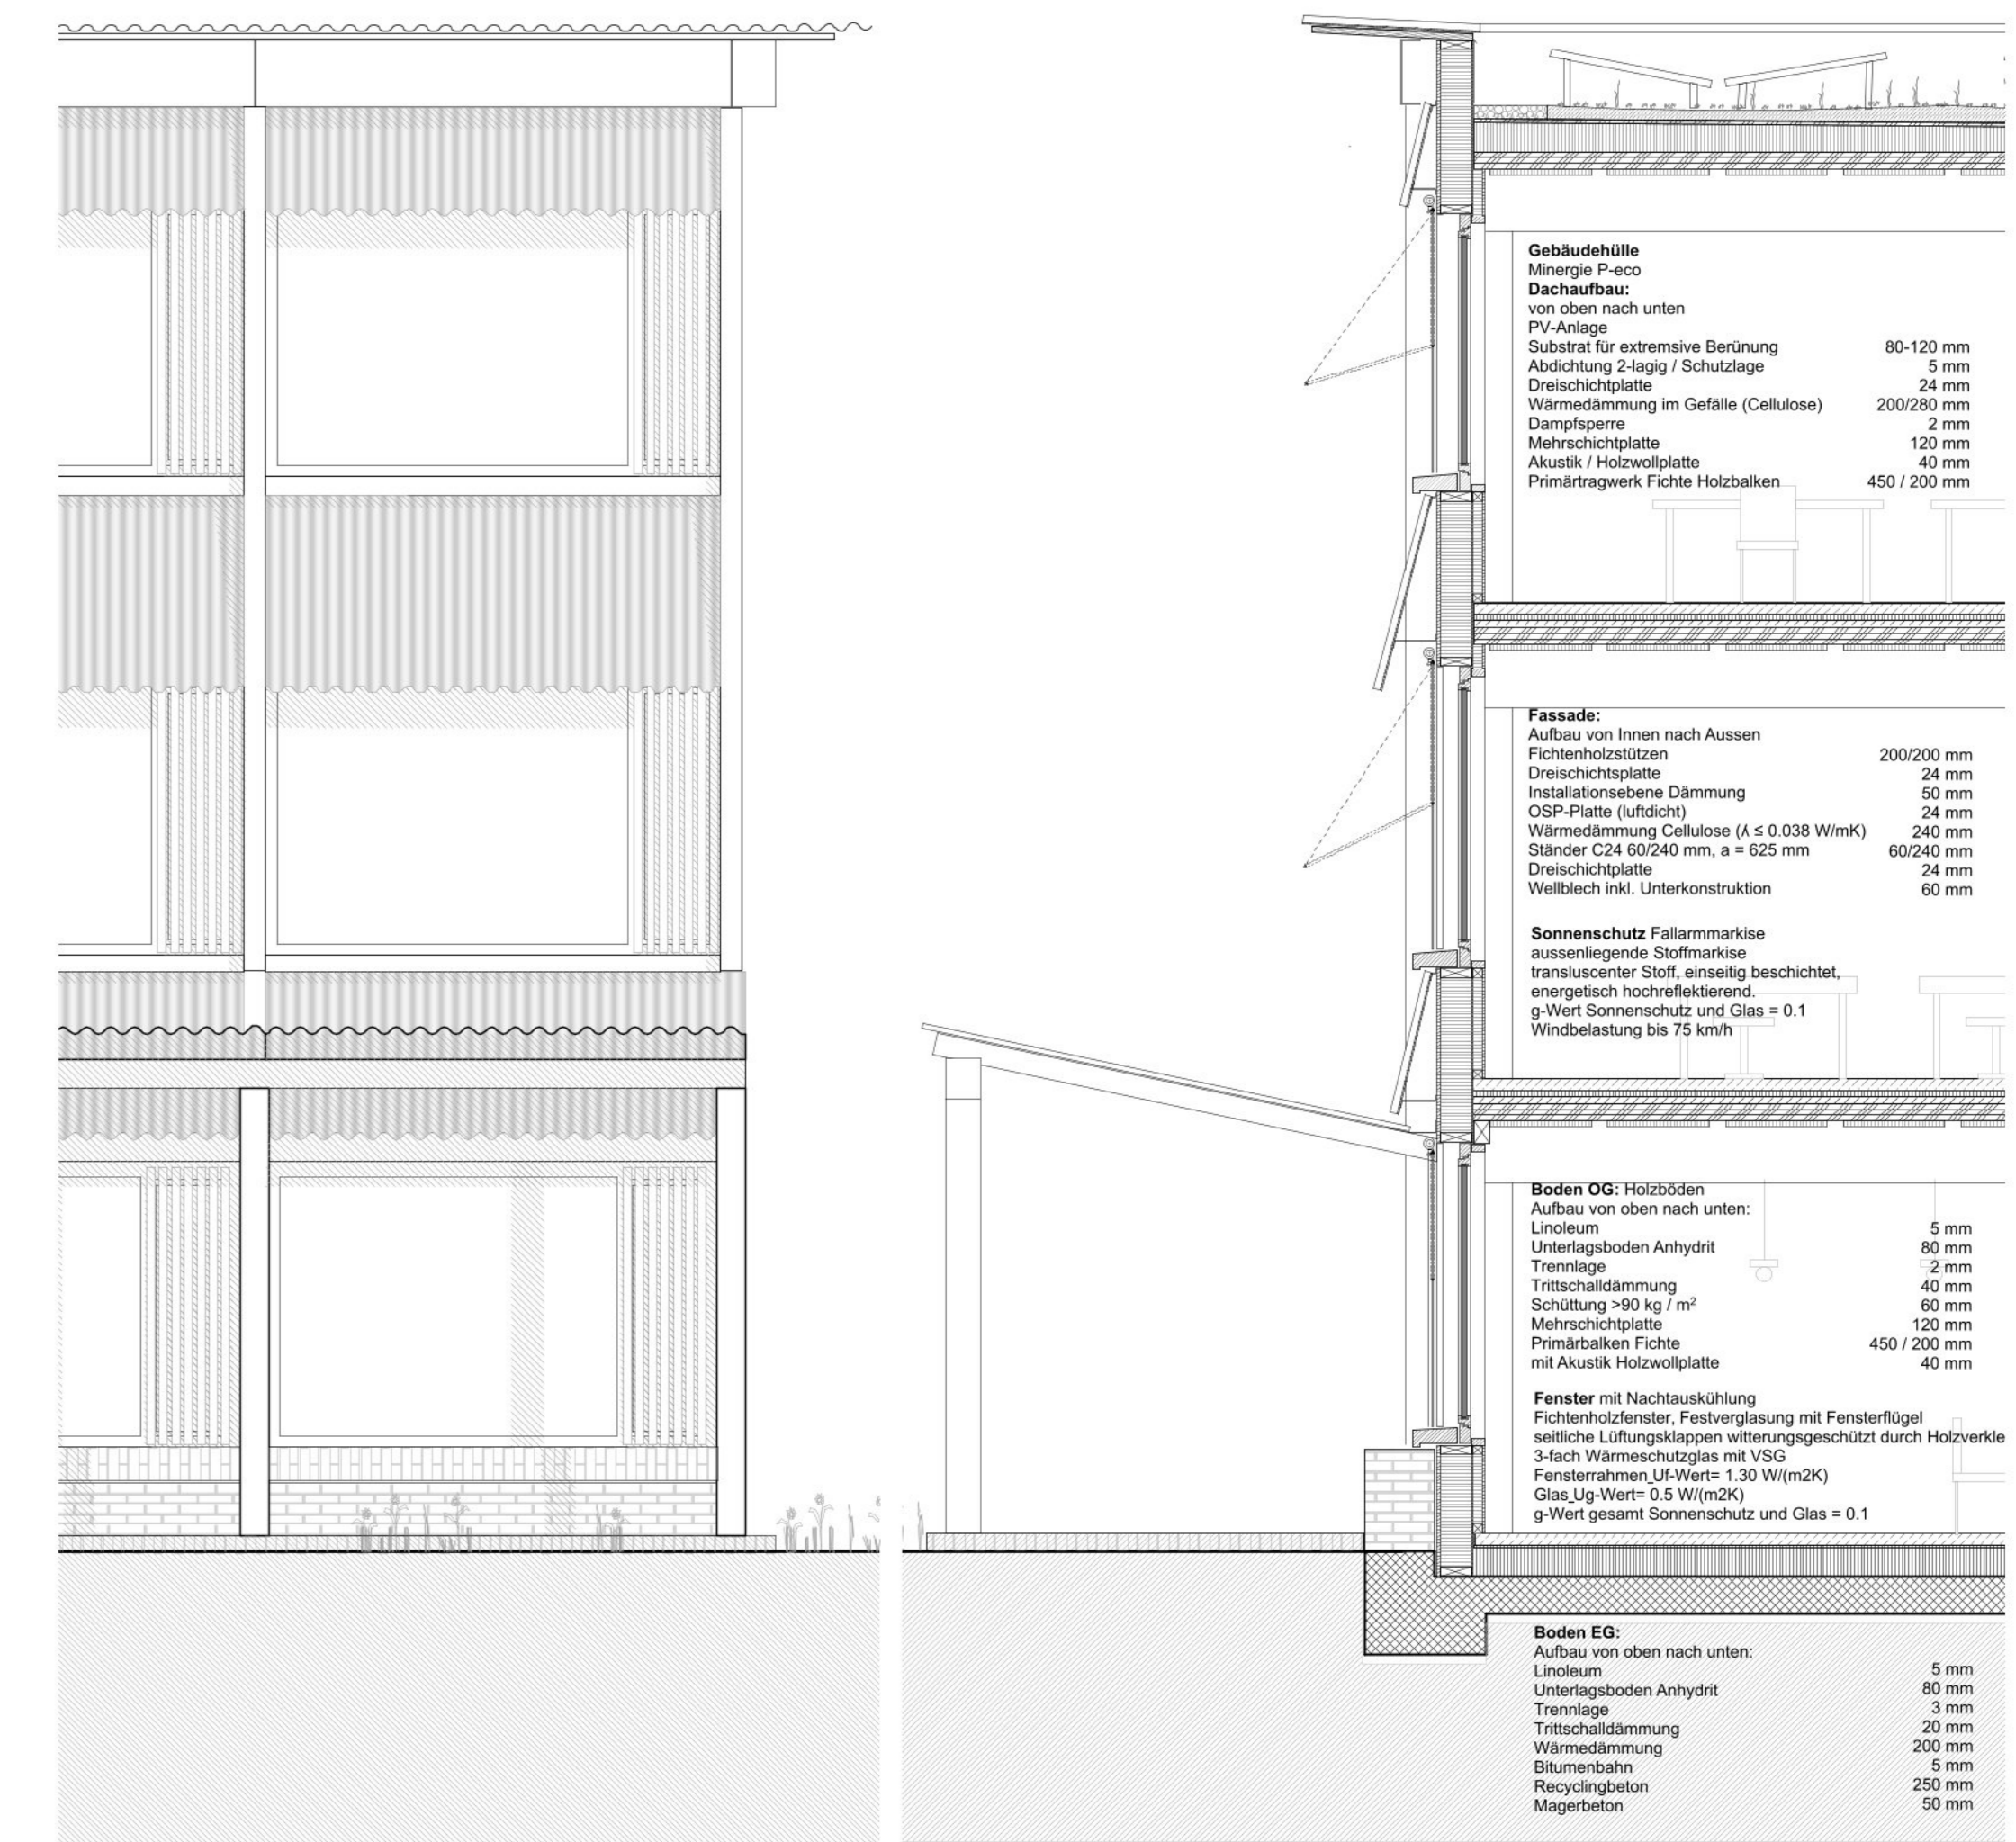 Gebäudehülle
Minergie P-eco
Dachaufbau:
von oben nach unten
PV-Anlage
Substrat für extremsive Berünung 80-120 mm
Abdichtung 2-lagig / Schutzlage 5 mm
Dreischichtplatte 24 mm
Wärmedämmung im Gefälle (Cellulose) 200/280 mm
Dampfsperre 2 mm
Mehrschichtplatte 120 mm
Akustik / Holzwollplatte 40 mm
Primärtragwerk Fichte Holzbalken 450 / 200 mm
Fassade:
Aufbau von Innen nach Aussen
Fichtenholzstützen 200/200 mm
Dreischichtsplatte 24 mm
Installationsebene Dämmung 50 mm
OSP-Platte (luftdicht) 24 mm
Wärmedämmung Cellulose (ʎ ≤ 0.038 W/mK) 240 mm
Ständer C24 60/240 mm, a = 625 mm 60/240 mm
Dreischichtplatte 24 mm
Wellblech inkl. Unterkonstruktion 60 mm
Sonnenschutz Fallarmmarkise
aussenliegende Stoffmarkise
transluscenter Stoff, einseitig beschichtet,
energetisch hochreflektierend.
g-Wert Sonnenschutz und Glas = 0.1
Windbelastung bis 75 km/h
Boden OG: Holzböden
Aufbau von oben nach unten:
Linoleum 5 mm
Unterlagsboden Anhydrit 80 mm
Trennlage 2 mm
Trittschalldämmung 40 mm
Schüttung >90 kg / m² 60 mm
Mehrschichtplatte 120 mm
Primärbalken Fichte 450 / 200 mm
mit Akustik Holzwollplatte 40 mm
Fenster mit Nachtauskühlung
Fichtenholzfenster, Festverglasung mit Fensterflügel
seitliche Lüftungsklappen witterungsgeschützt durch Holzverkle
3-fach Wärmeschutzglas mit VSG
Fensterrahmen_Uf-Wert= 1.30 W/(m2K)
Glas_Ug-Wert= 0.5 W/(m2K)
g-Wert gesamt Sonnenschutz und Glas = 0.1
Boden EG:
Aufbau von oben nach unten:
Linoleum 5 mm
Unterlagsboden Anhydrit 80 mm
Trennlage 3 mm
Trittschalldämmung 20 mm
Wärmedämmung 200 mm
Bitumenbahn 5 mm
Recyclingbeton 250 mm
Magerbeton 50 mm